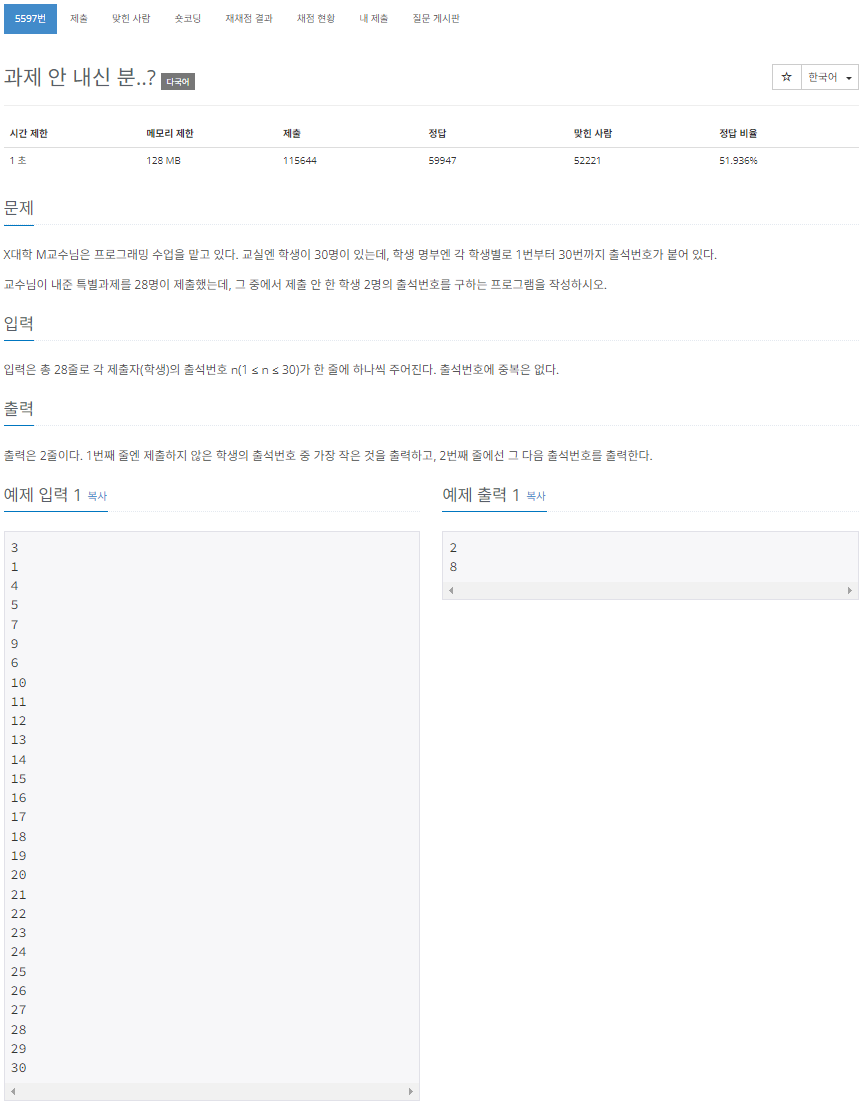 5597번 제출 맞힌 사람 숏코딩 재채점 결과 채점 현황 내 제출 질문 게시판
과제 안 내신 분..? 다국어
☆ 한국어
시간 제한 메모리 제한 제출 정답 맞힌 사람 정답 비율
1 초 128 MB 115644 59947 52221 51.936%
문제
X대학 M교수님은 프로그래밍 수업을 맡고 있다. 교실엔 학생이 30명이 있는데, 학생 명부엔 각 학생별로 1번부터 30번까지 출석번호가 붙어 있다.
교수님이 내준 특별과제를 28명이 제출했는데, 그 중에서 제출 안 한 학생 2명의 출석번호를 구하는 프로그램을 작성하시오.
입력
입력은 총 28줄로 각 제출자(학생)의 출석번호 n(1 ≤ n ≤ 30)가 한 줄에 하나씩 주어진다. 출석번호에 중복은 없다.
출력
출력은 2줄이다. 1번째 줄엔 제출하지 않은 학생의 출석번호 중 가장 작은 것을 출력하고, 2번째 줄에선 그 다음 출석번호를 출력한다.
예제 입력 1 복사
3
1
4
5
7
9
6
10
11
12
13
14
15
16
17
18
19
20
21
22
23
24
25
26
27
28
29
30
예제 출력 1 복사
2
8